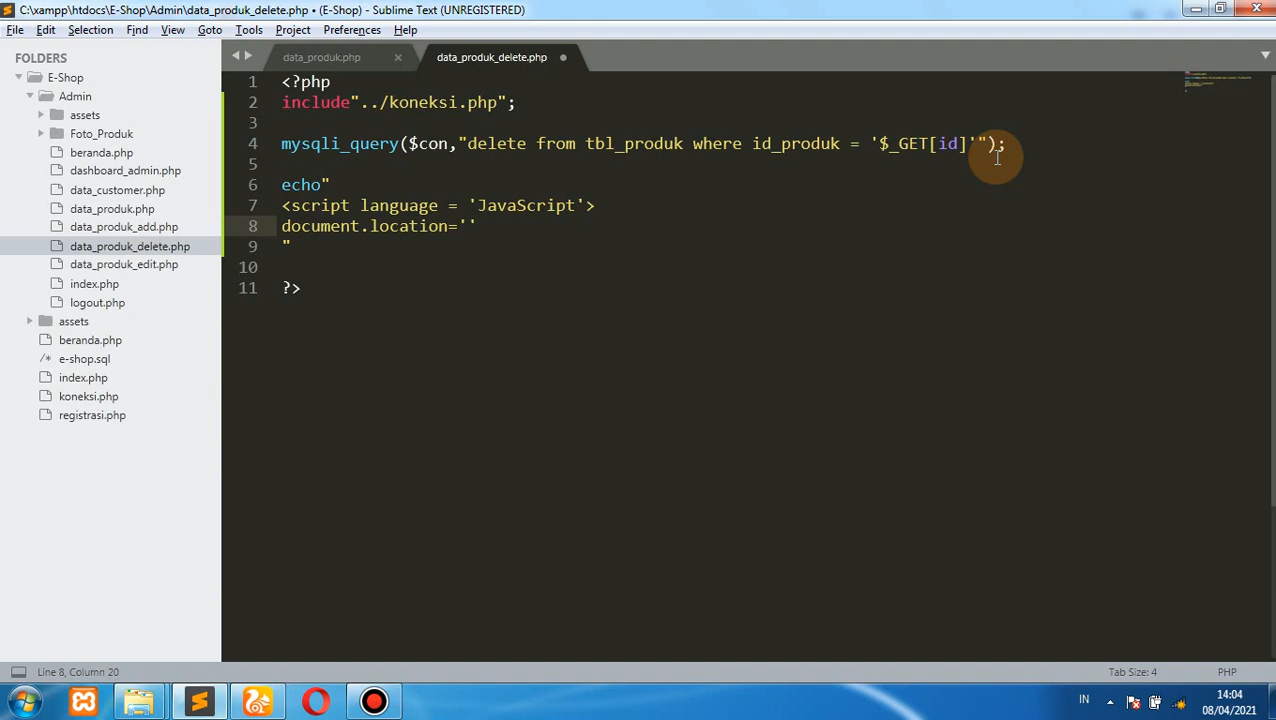 C:\xampp\htdocs\E-Shop\Admin\data_produk_delete.php • (E-Shop) - Sublime Text (UNREGISTERED)
File Edit Selection Find View Goto Tools Project Preferences Help
FOLDERS
E-Shop
Admin
assets
Foto_Produk
beranda.php
dashboard_admin.php
data_customer.php
data_produk.php
data_produk_add.php
data_produk_delete.php
data_produk_edit.php
index.php
logout.php
assets
beranda.php
/* e-shop.sql
index.php
koneksi.php
registrasi.php
data_produk.php × data_produk_delete.php
1 <?php
2 include"../koneksi.php";
3
4 mysqli_query($con,"delete from tbl_produk where id_produk = '$_GET[id]'");
5
6 echo"
7 <script language = 'JavaScript'>
8 document.location=''
9 "
10
11 ?>
Line 8, Column 20
Tab Size: 4
PHP
IN
14:04
08/04/2021